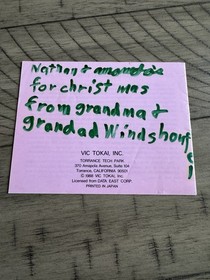 Nathan & amanda
for christmas
from grandma &
grandad Windshouf
VIC TOKAI, INC.
TORRANCE TECH PARK
370 Amapola Avenue, Suite 104
Torrance, CALIFORNIA 90501
© 1988 VIC TOKAI, INC.
Licensed from DATA EAST CORP.
PRINTED IN JAPAN